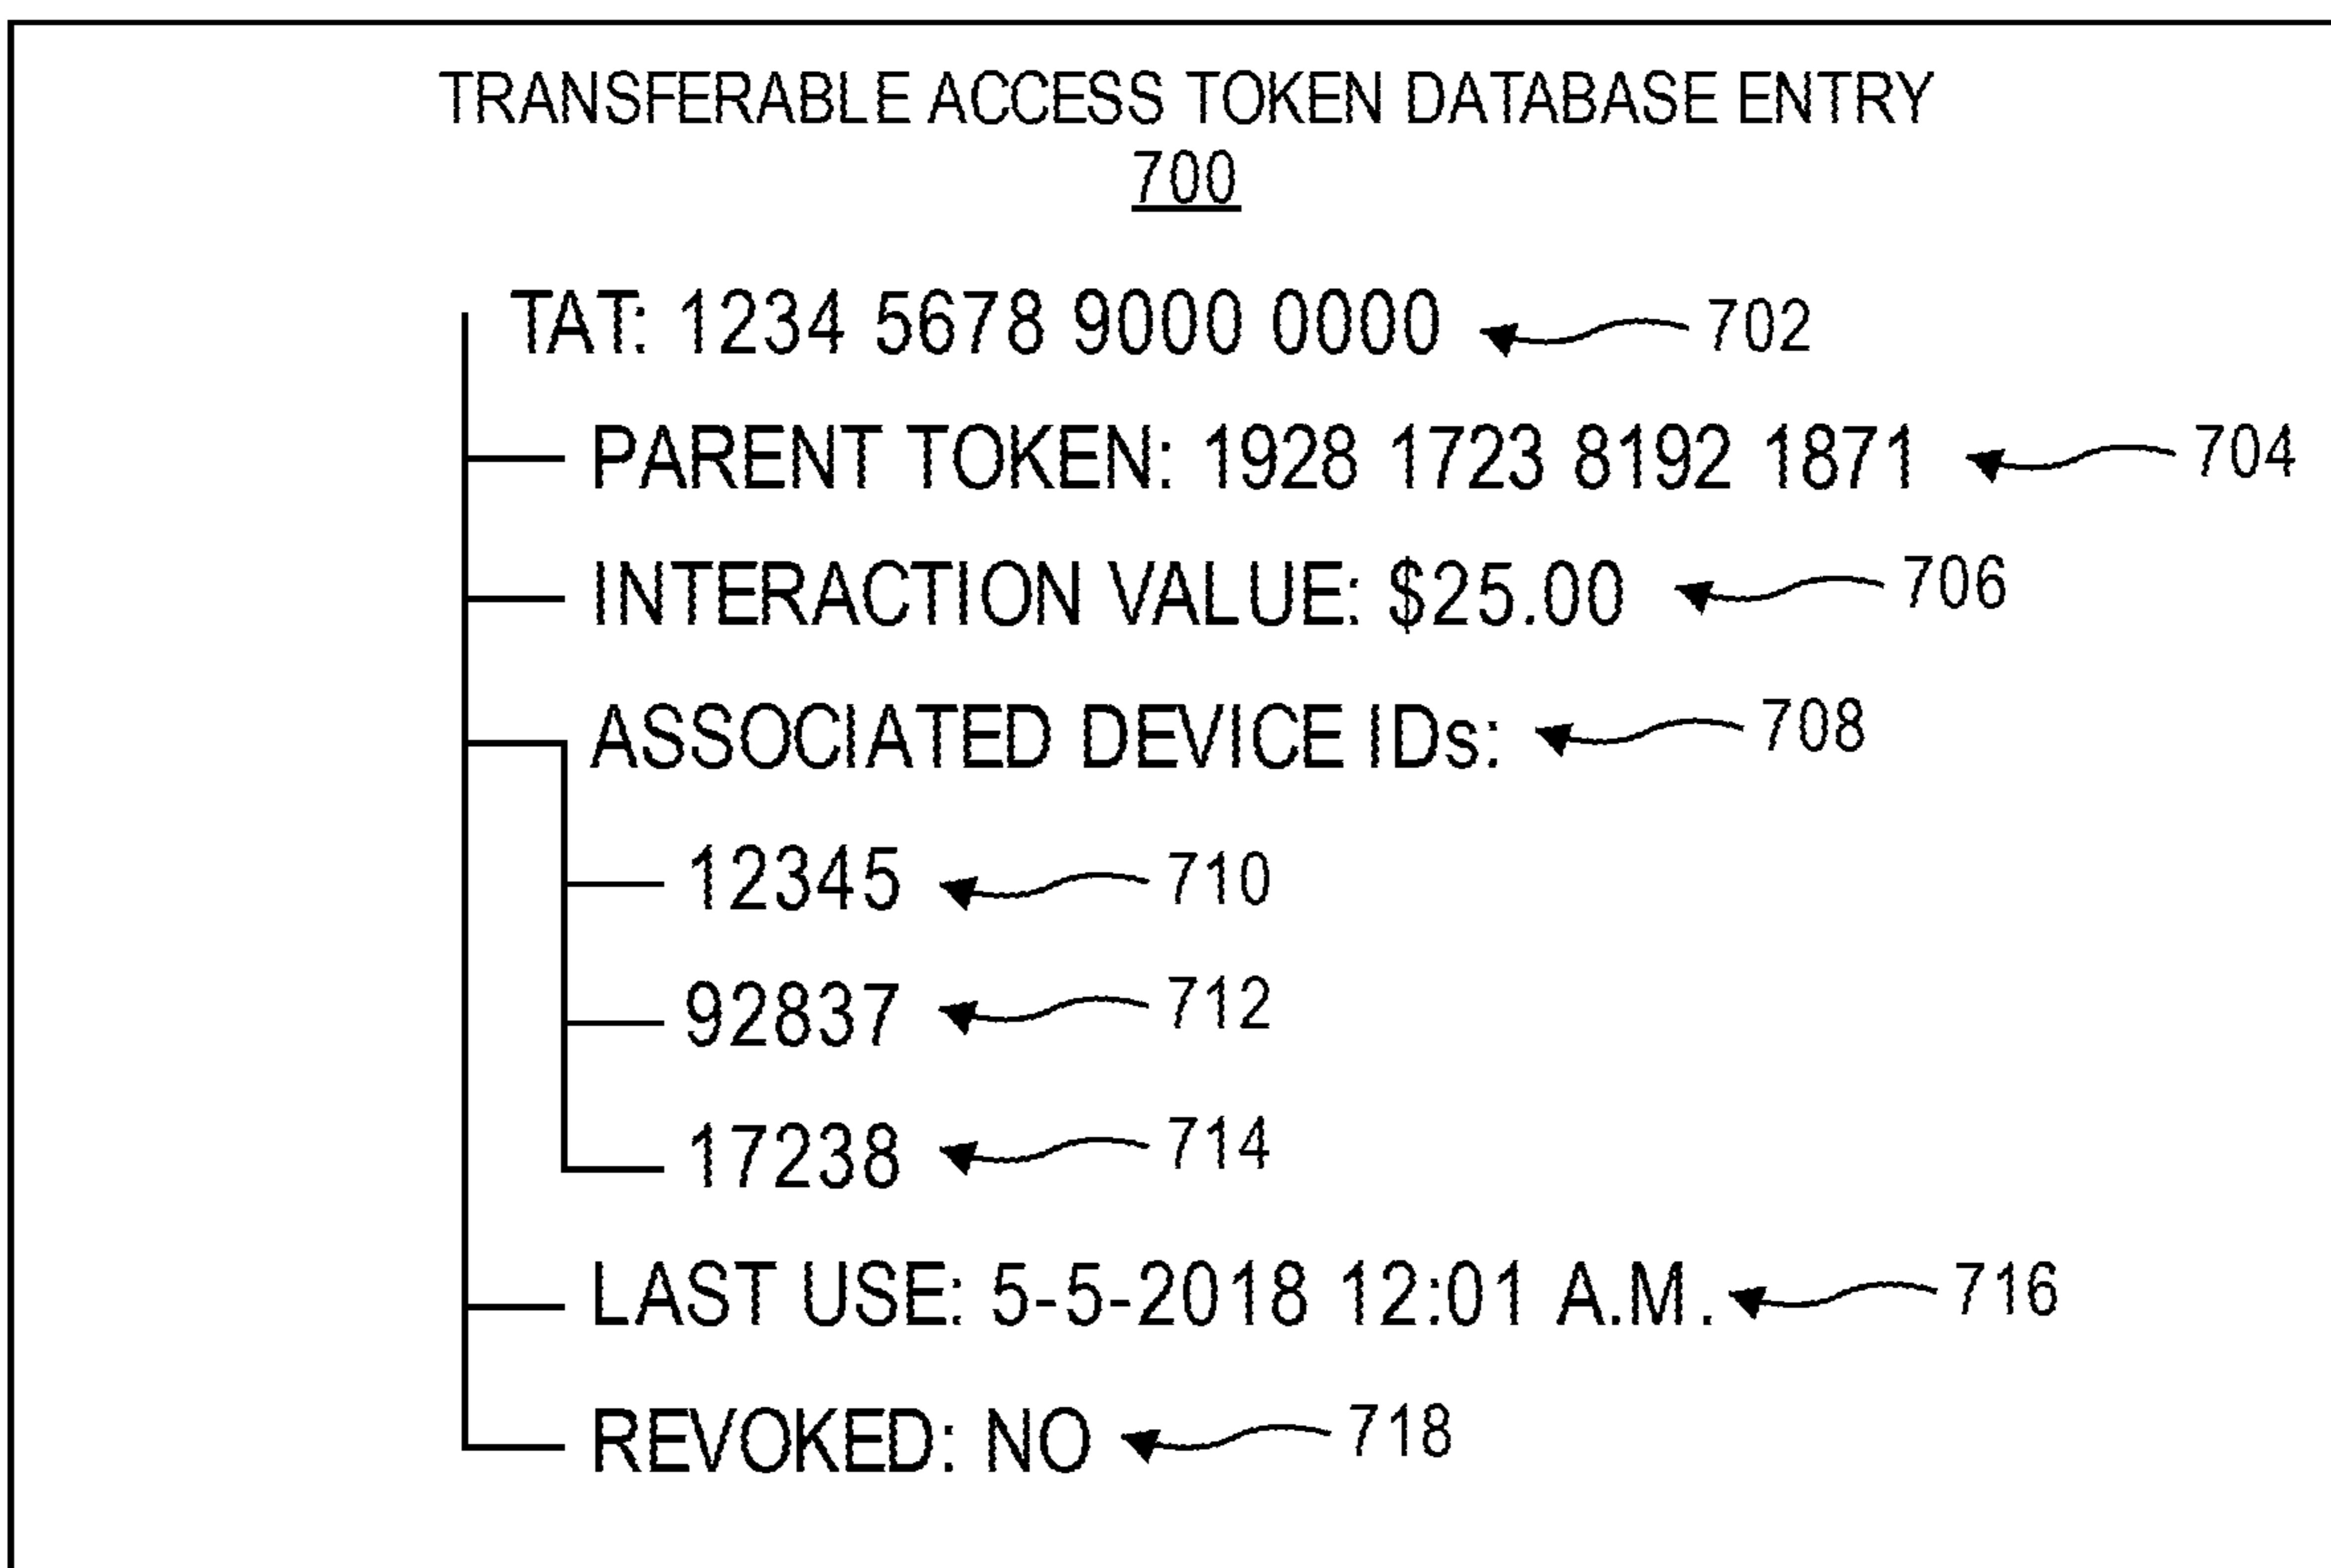 TRANSFERABLE ACCESS TOKEN DATABASE ENTRY
700
TAT: 1234 5678 9000 0000 702
PARENT TOKEN: 1928 1723 8192 1871 704
INTERACTION VALUE: $25.00 706
ASSOCIATED DEVICE IDs: 708
12345 710
92837 712
17238 714
LAST USE: 5-5-2018 12:01 A.M. 716
REVOKED: NO 718